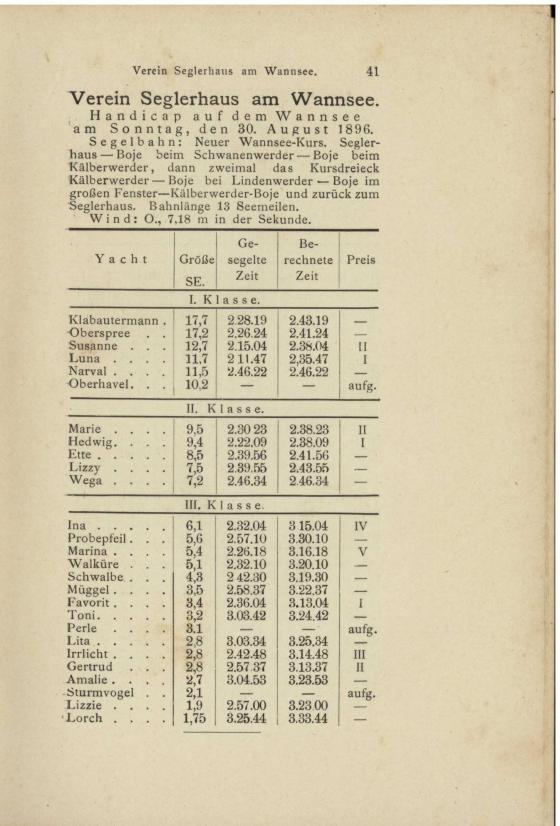 Verein Seglerhaus am Wannsee. 41
Verein Seglerhaus am Wannsee.
Handicap auf dem Wannsee
am Sonntag, den 30. August 1896.
Segelbahn: Neuer Wannsee-Kurs. Segler-
haus — Boje beim Schwanenwerder — Boje beim
Kälberwerder, dann zweimal das Kursdreieck
Kälberwerder — Boje bei Lindenwerder — Boje im
großen Fenster—Kälberwerder-Boje und zurück zum
Seglerhaus. Bahnlänge 13 Seemeilen.
Wind: O., 7,18 m in der Sekunde.
Yacht Größe SE. Ge-segelte Zeit Be-rechnete Zeit Preis
I. Klasse.
Klabautermann . 17,7 2.28.19 2.43.19 —
Oberspree . . 17,2 2.26.24 2.41.24 —
Susanne . . . 12,7 2.15.04 2.38.04 II
Luna . . . . 11,7 2 11.47 2,35.47 I
Narval . . . . 11,5 2.46.22 2.46.22 —
Oberhavel. . . 10,2 — — aufg.
II. Klasse.
Marie . . . . 9,5 2.30 23 2.38.23 II
Hedwig. . . . 9,4 2.22.09 2.38.09 I
Ette . . . . . 8,5 2.39.56 2.41.56 —
Lizzy . . . . 7,5 2.39.55 2.43.55 —
Wega . . . . 7,2 2.46.34 2.46.34 —
III. Klasse.
Ina . . . . . 6,1 2.32.04 3 15.04 IV
Probepfeil . . . 5,6 2.57.10 3.30.10 —
Marina . . . . 5,4 2.26.18 3.16.18 V
Walküre . . . 5,1 2,32.10 3.20.10 —
Schwalbe . . . 4,3 2 42.30 3.19.30 —
Müggel . . . . 3,5 2.58,37 3.22,37 —
Favorit . . . . 3,4 2.36.04 3.13,04 I
Toni. . . . . 3,2 3.03.42 3.24.42 —
Perle . . . . 3.1 — — aufg.
Lita . . . . . 2,8 3.03.34 3.25,34 —
Irrlicht . . . . 2,8 2.42.48 3.14.48 III
Gertrud . . . 2,8 2.57.37 3.13.37 II
Amalie . . . . 2,7 3.04.53 3.23.53 —
Sturmvogel . . 2,1 — — aufg.
Lizzie . . . . 1,9 2.57.00 3.23 00 —
Lorch . . . . 1,75 3.25.44 3.33.44 —